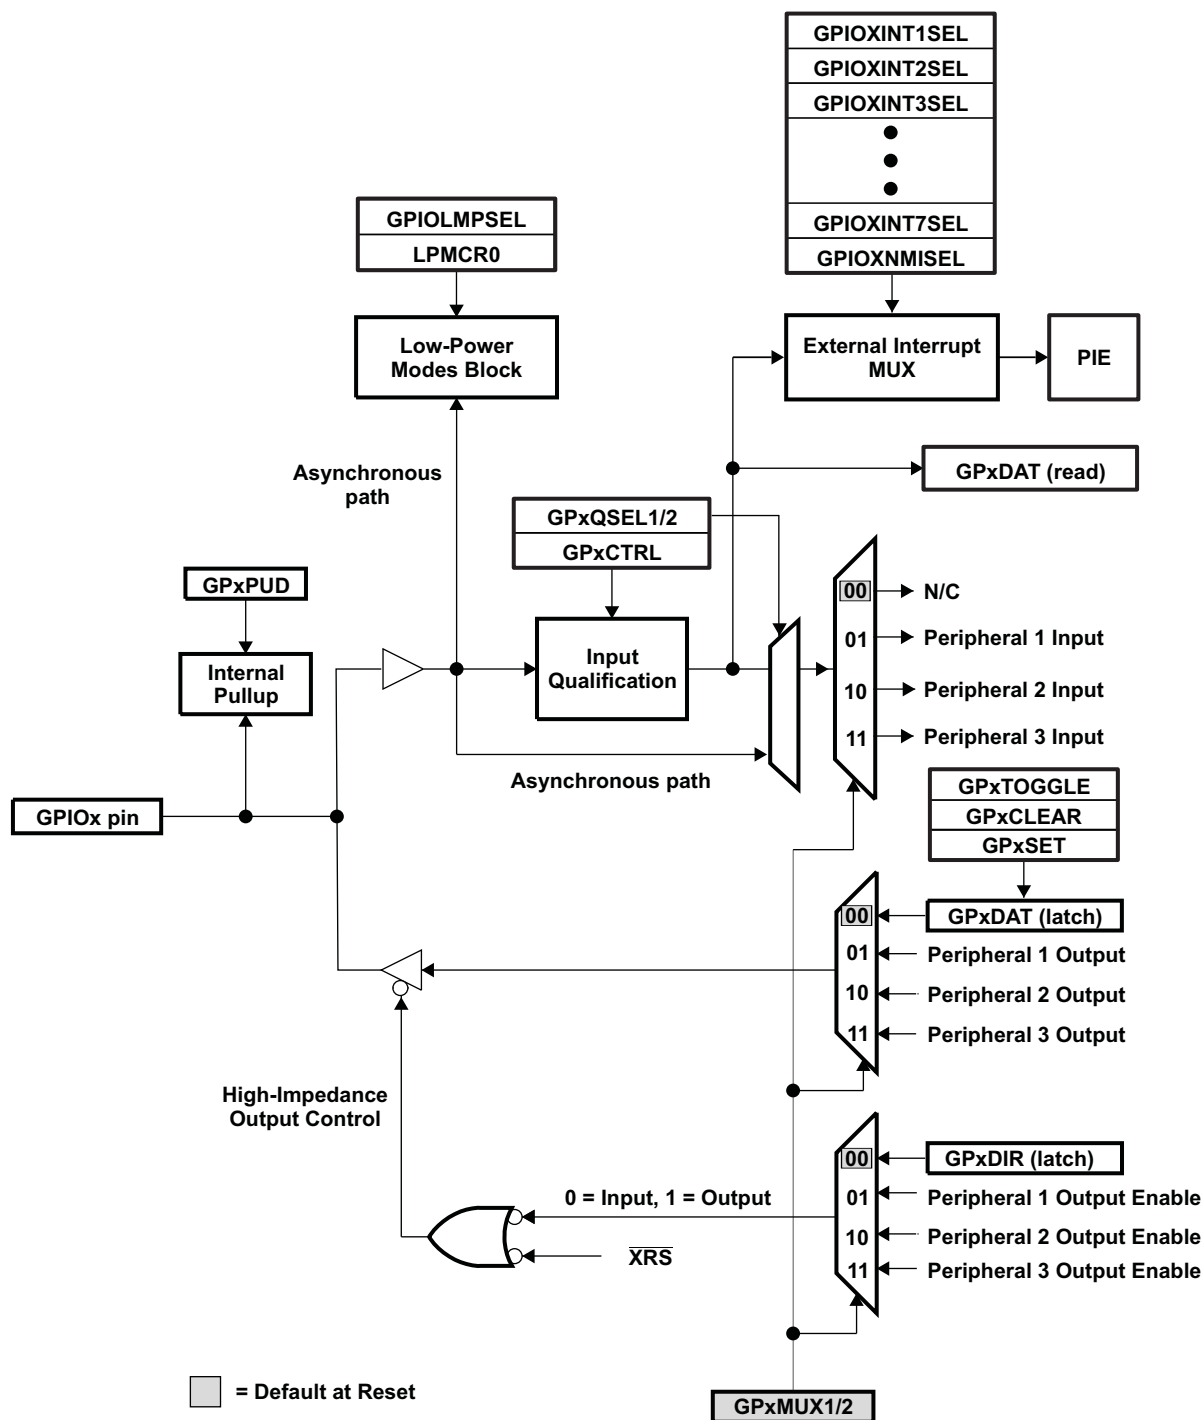 GPIOXINT1SEL
GPIOXINT2SEL
GPIOXINT3SEL
GPIOXINT7SEL
GPIOXNMISEL
GPIOLMPSEL
LPMCR0
Low-Power
Modes Block
External Interrupt
MUX
PIE
Asynchronous
path
GPxDAT (read)
GPxQSEL1/2
GPxCTRL
GPxPUD
Internal
Pullup
Input
Qualification
00
N/C
01
Peripheral 1 Input
10
Peripheral 2 Input
11
Peripheral 3 Input
Asynchronous path
GPIOx pin
GPxTOGGLE
GPxCLEAR
GPxSET
00
GPxDAT (latch)
01
Peripheral 1 Output
10
Peripheral 2 Output
11
Peripheral 3 Output
High-Impedance
Output Control
00
GPxDIR (latch)
0 = Input, 1 = Output
01
Peripheral 1 Output Enable
10
Peripheral 2 Output Enable
11
Peripheral 3 Output Enable
X̅R̅S̅
= Default at Reset
GPxMUX1/2